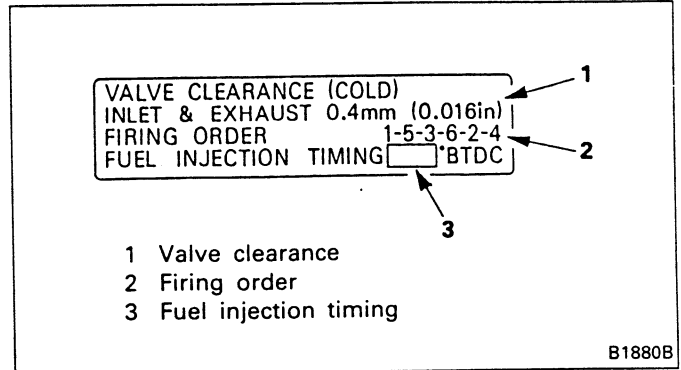 VALVE CLEARANCE (COLD)
INLET & EXHAUST 0.4mm (0.016in)
FIRING ORDER 1-5-3-6-2-4
FUEL INJECTION TIMING °BTDC
1
2
3
1 Valve clearance
2 Firing order
3 Fuel injection timing
B1880B